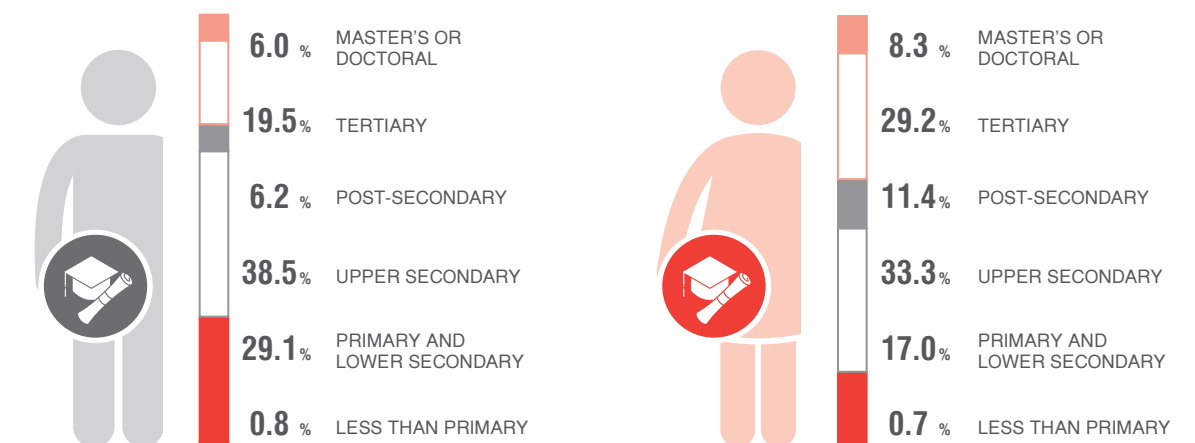 6.0 % MASTER'S OR
DOCTORAL
19.5% TERTIARY
6.2 % POST-SECONDARY
38.5% UPPER SECONDARY
29.1% PRIMARY AND
LOWER SECONDARY
0.8 % LESS THAN PRIMARY
8.3 % MASTER'S OR
DOCTORAL
29.2% TERTIARY
11.4% POST-SECONDARY
33.3% UPPER SECONDARY
17.0% PRIMARY AND
LOWER SECONDARY
0.7 % LESS THAN PRIMARY